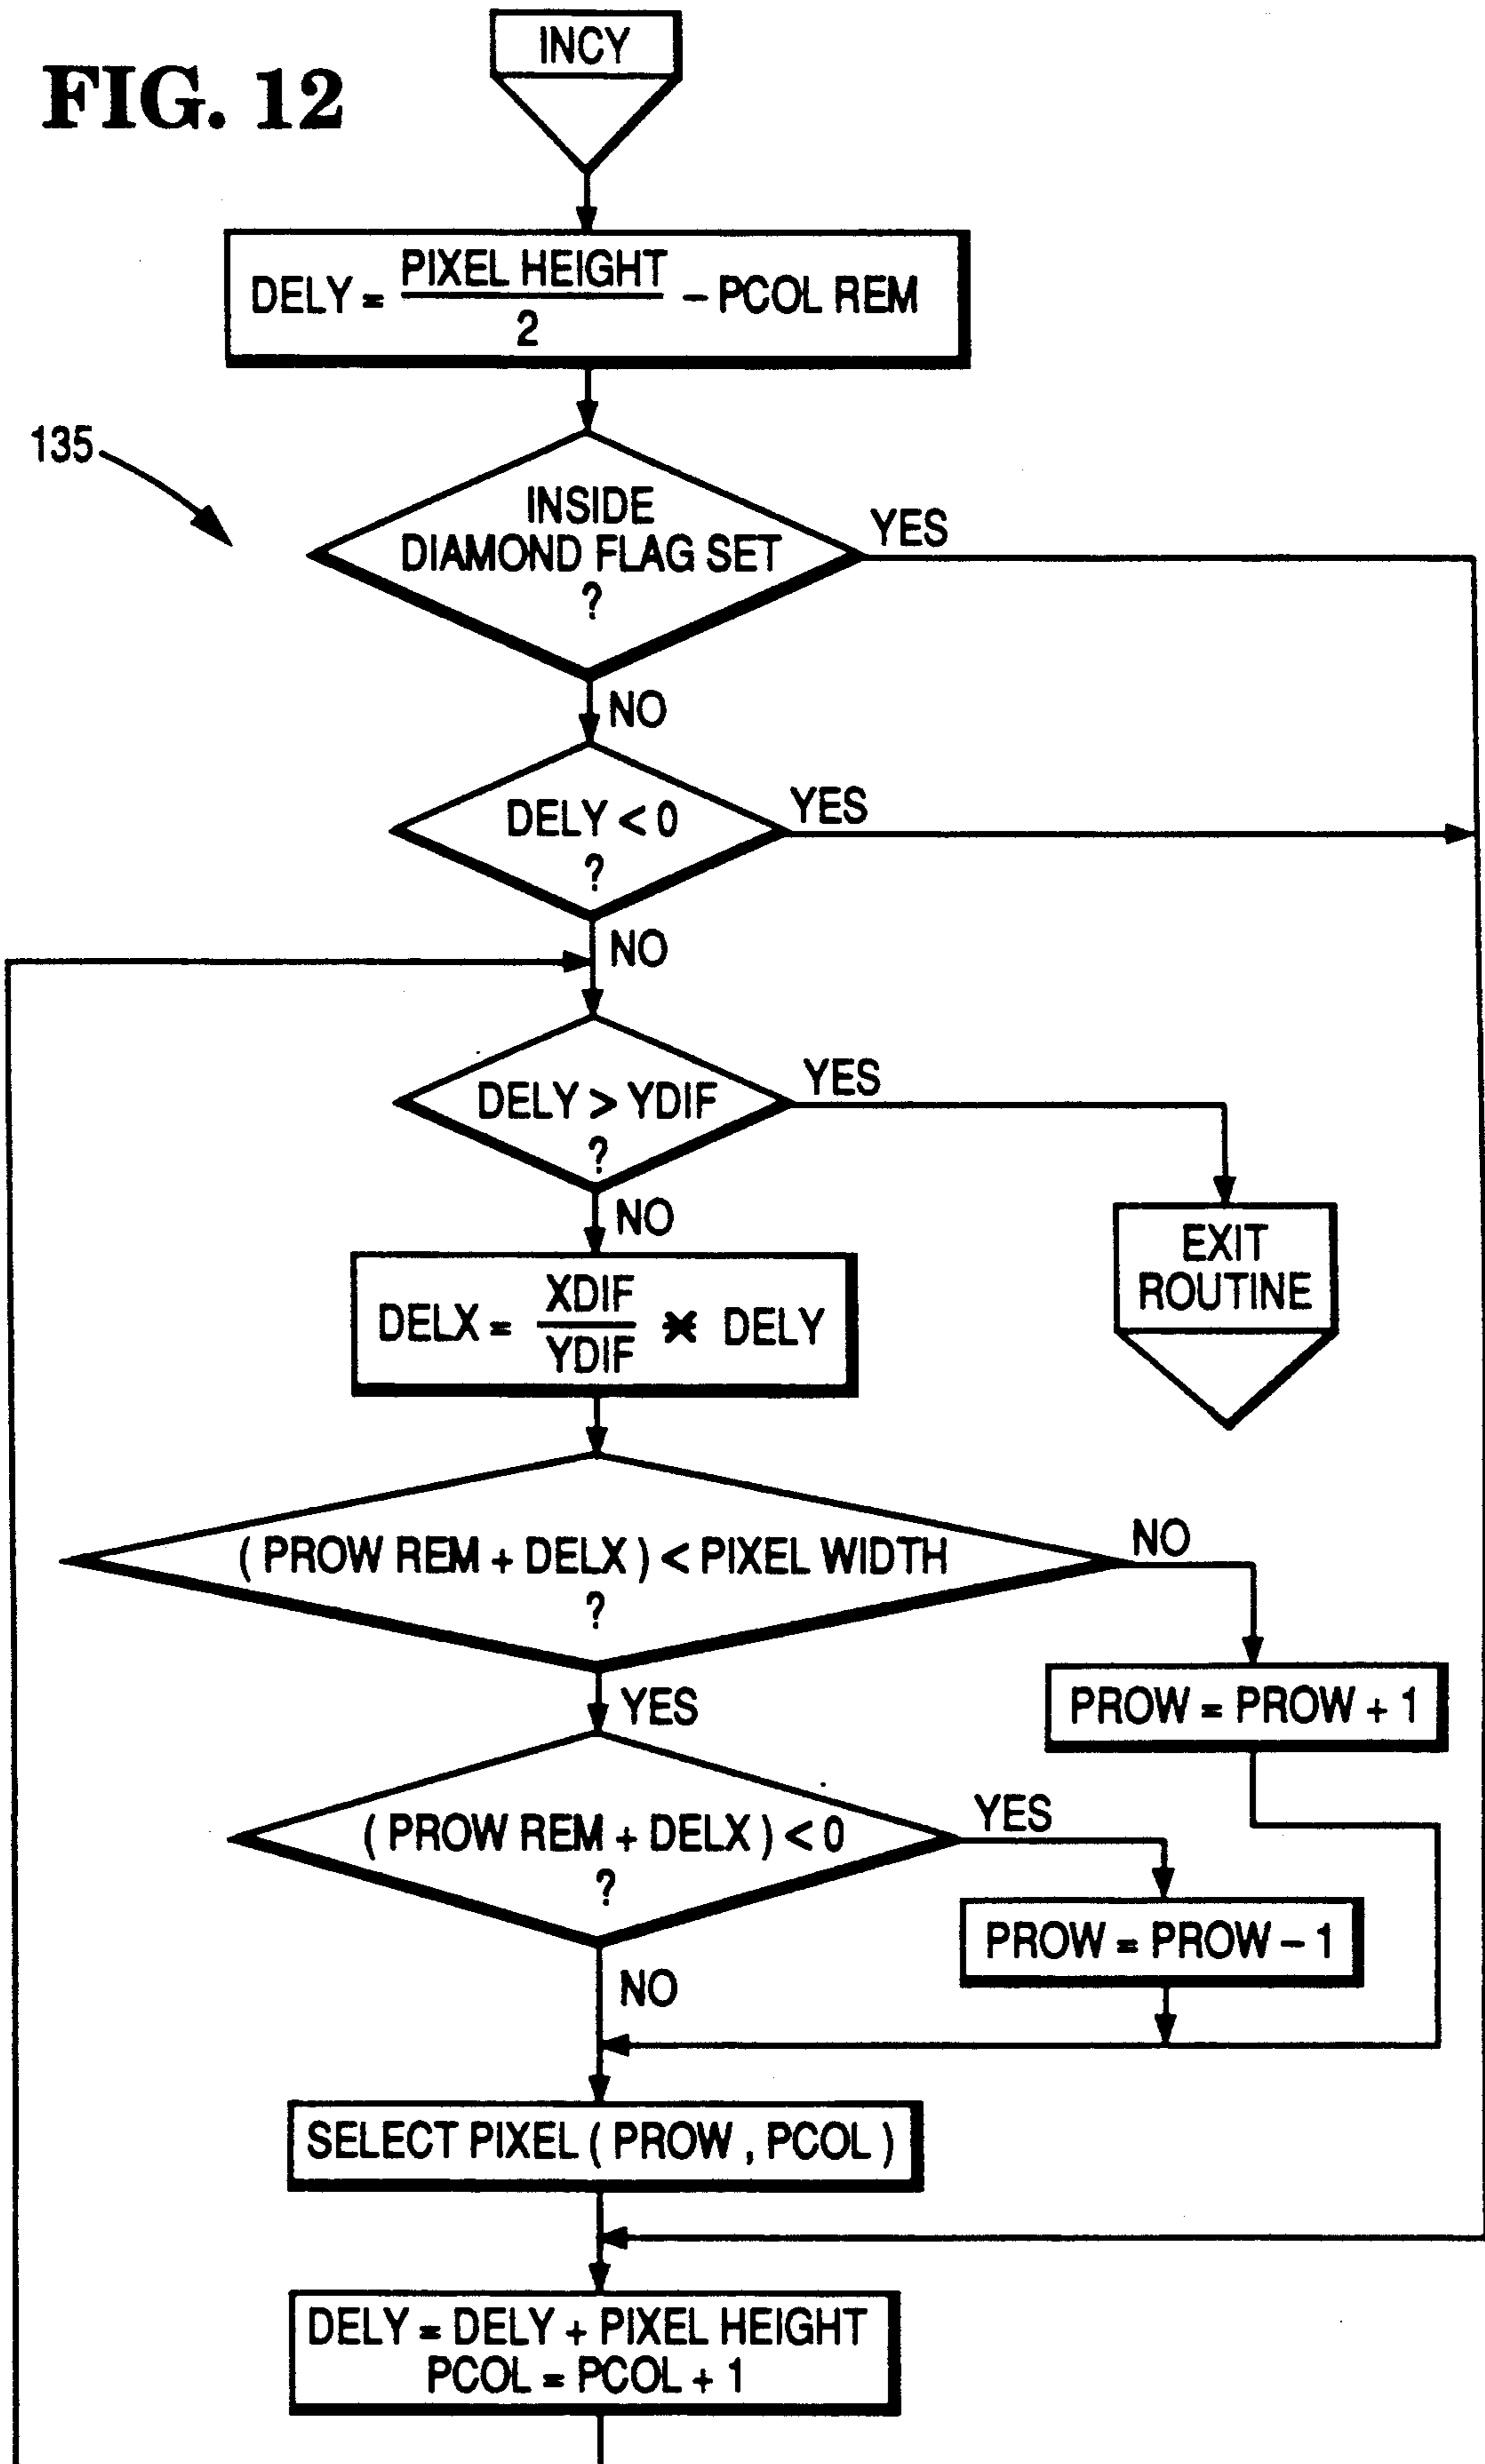 FIG. 12
INCY
DELY = PIXEL HEIGHT
2
- PCOL REM
135
INSIDE
DIAMOND FLAG SET
?
YES
NO
DELY < 0
?
YES
NO
DELY > YDIF
?
YES
NO
EXIT
ROUTINE
DELX = XDIF
YDIF
* DELY
( PROW REM + DELX ) < PIXEL WIDTH
?
NO
YES
PROW = PROW + 1
( PROW REM + DELX ) < 0
?
YES
NO
PROW = PROW - 1
SELECT PIXEL ( PROW , PCOL )
DELY = DELY + PIXEL HEIGHT
PCOL = PCOL + 1